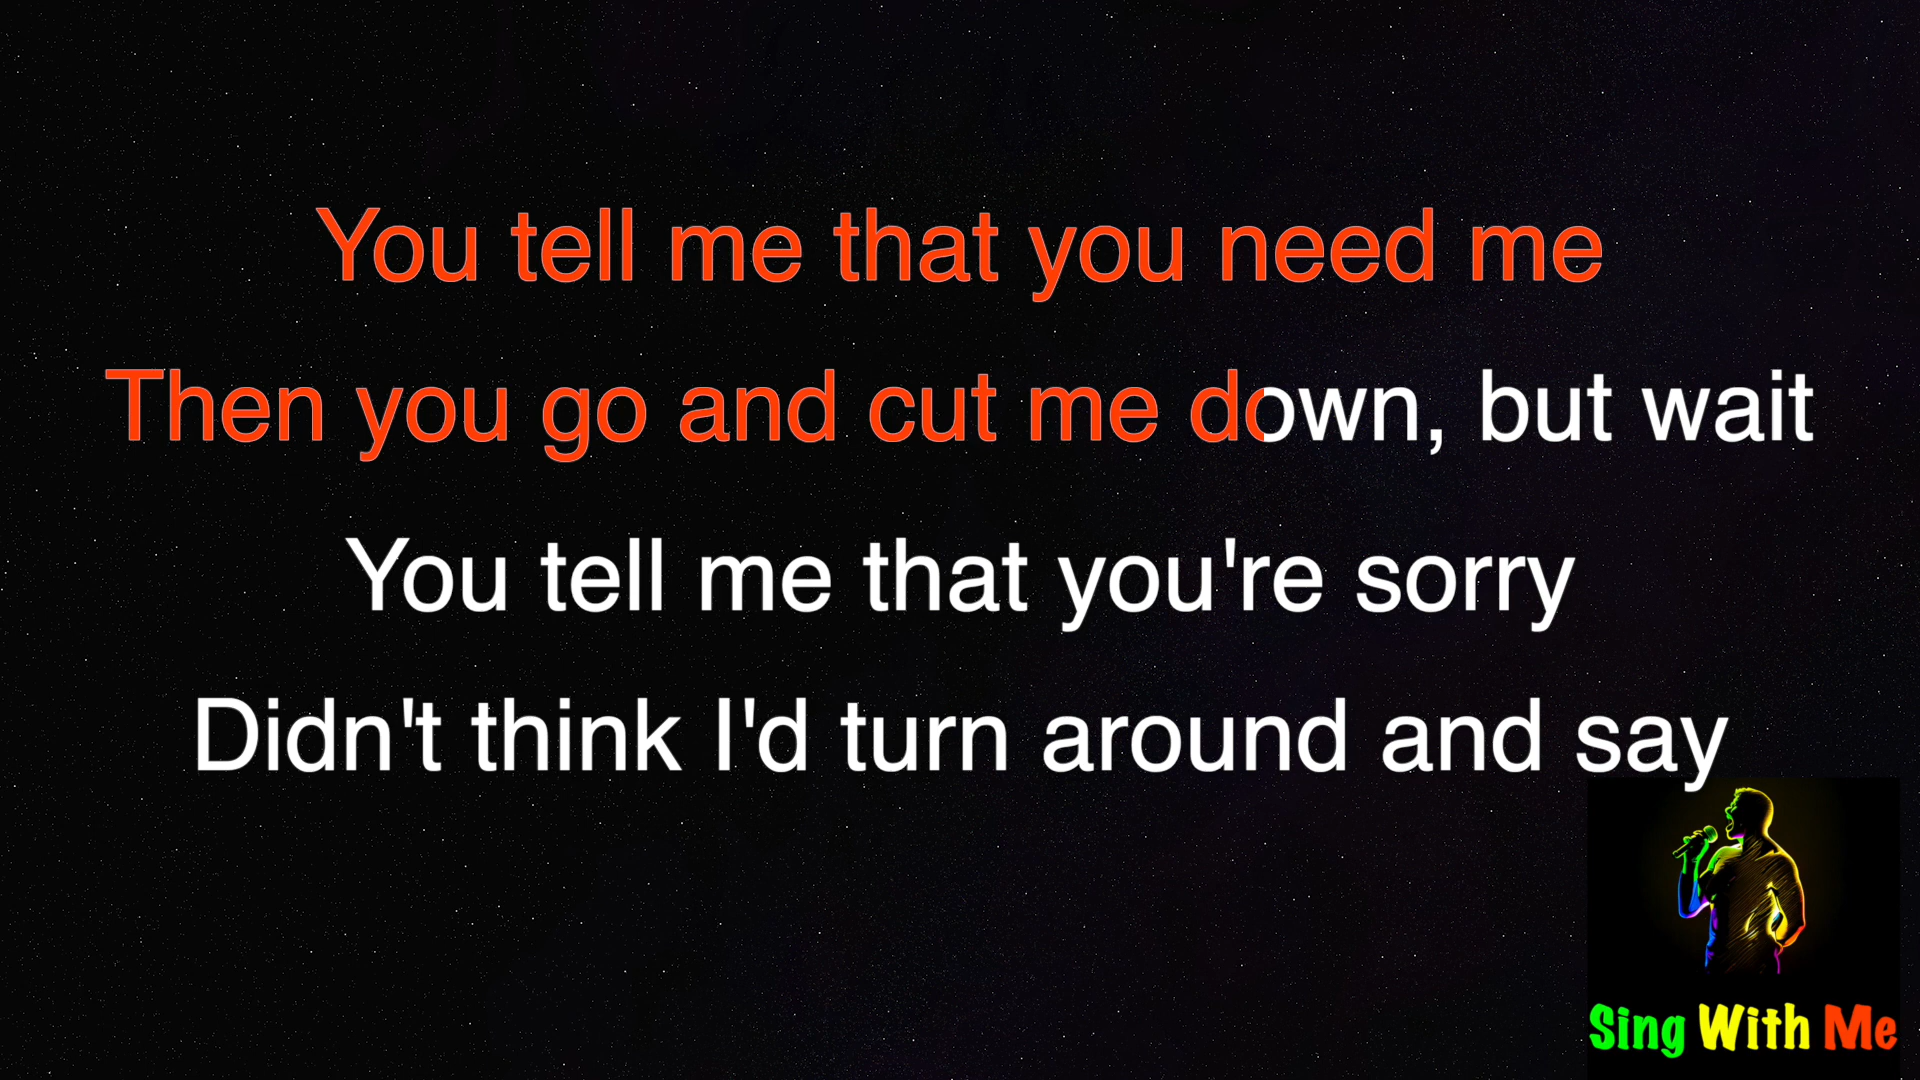 You tell me that you need me
Then you go and cut me down, but wait
You tell me that you're sorry
Didn't think I'd turn around and say
Sing With Me